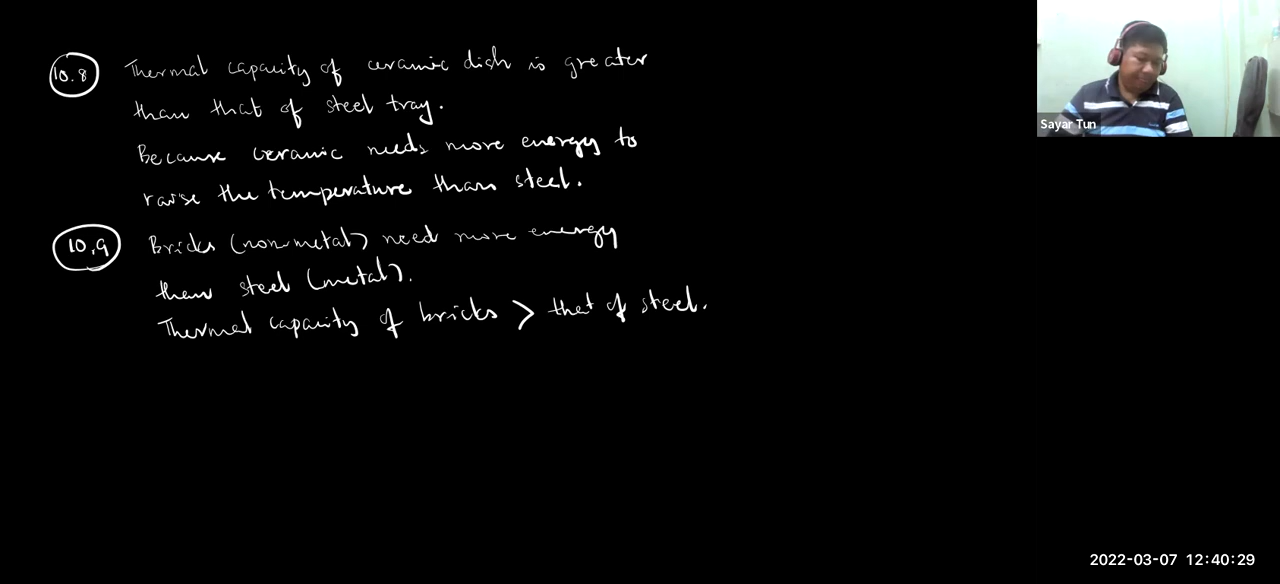 10.8 Thermal capacity of ceramic dish is greater
than that of steel tray.
Because ceramic needs more energy to
raise the temperature than steel.
10.9 Bricks (non-metal) need more energy
than steel (metal).
Thermal capacity of bricks > that of steel.
Sayar Tun
2022-03-07 12:40:29